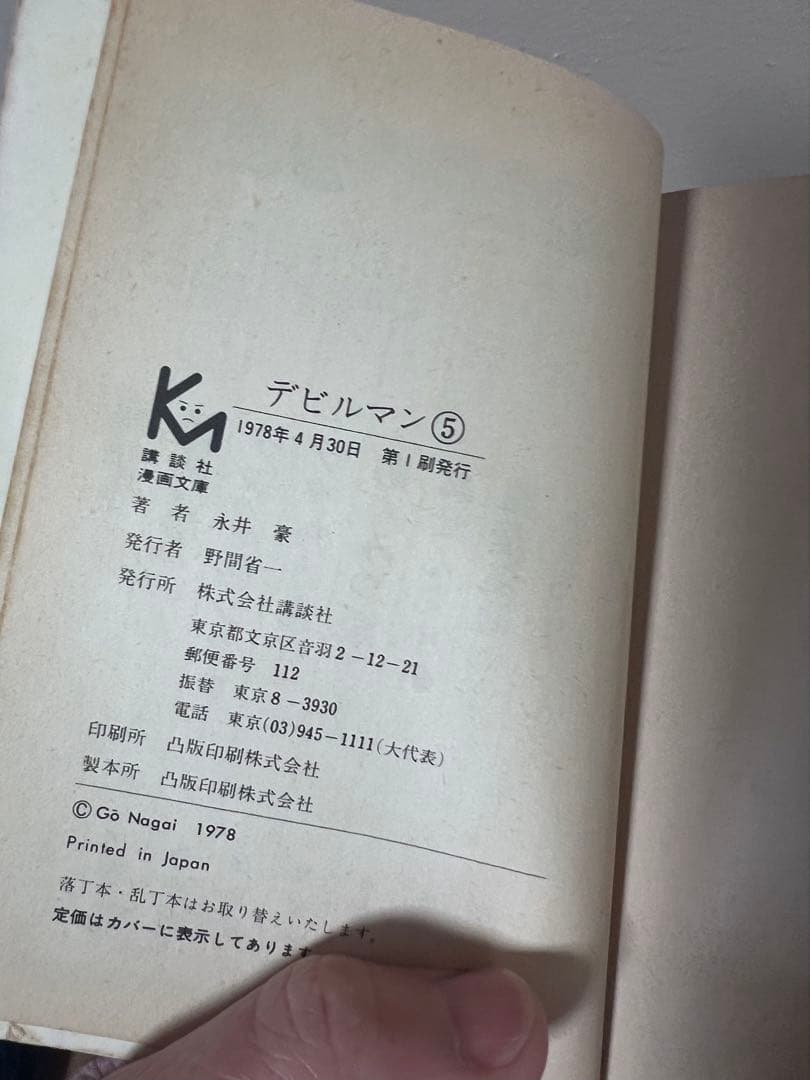 デビルマン⑤
1978年4月30日 第1刷発行
KM
講談社
漫画文庫
著 者 永井 豪
発行者 野間省一
発行所 株式会社講談社
東京都文京区音羽2-12-21
郵便番号 112
振替 東京8-3930
電話 東京(03)945-1111(大代表)
印刷所 凸版印刷株式会社
製本所 凸版印刷株式会社
© Gō Nagai 1978
Printed in Japan
落丁本・乱丁本はお取り替えいたします。
定価はカバーに表示してあります